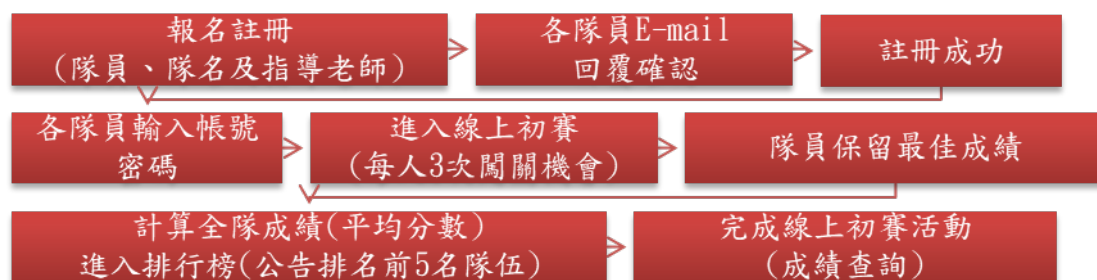 報名註冊
(隊員、隊名及指導老師)
各隊員E-mail
回覆確認
註冊成功
各隊員輸入帳號
密碼
進入線上初賽
(每人3次闖關機會)
隊員保留最佳成績
計算全隊成績(平均分數)
進入排行榜(公告排名前5名隊伍)
完成線上初賽活動
(成績查詢)